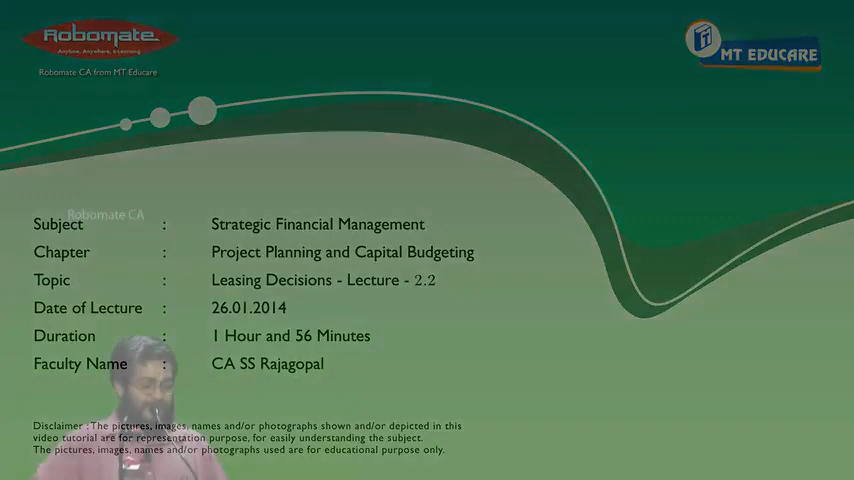 Robomate
Anytime, Anywhere, e-Learning
Robomate CA from MT Educare
MT EDUCARE
Robomate CA
Subject : Strategic Financial Management
Chapter : Project Planning and Capital Budgeting
Topic : Leasing Decisions - Lecture - 2.2
Date of Lecture : 26.01.2014
Duration : 1 Hour and 56 Minutes
Faculty Name : CA SS Rajagopal
Disclaimer : The pictures, images, names and/or photographs shown and/or depicted in this
video tutorial are for representation purpose, for easily understanding the subject.
The pictures, images, names and/or photographs used are for educational purpose only.